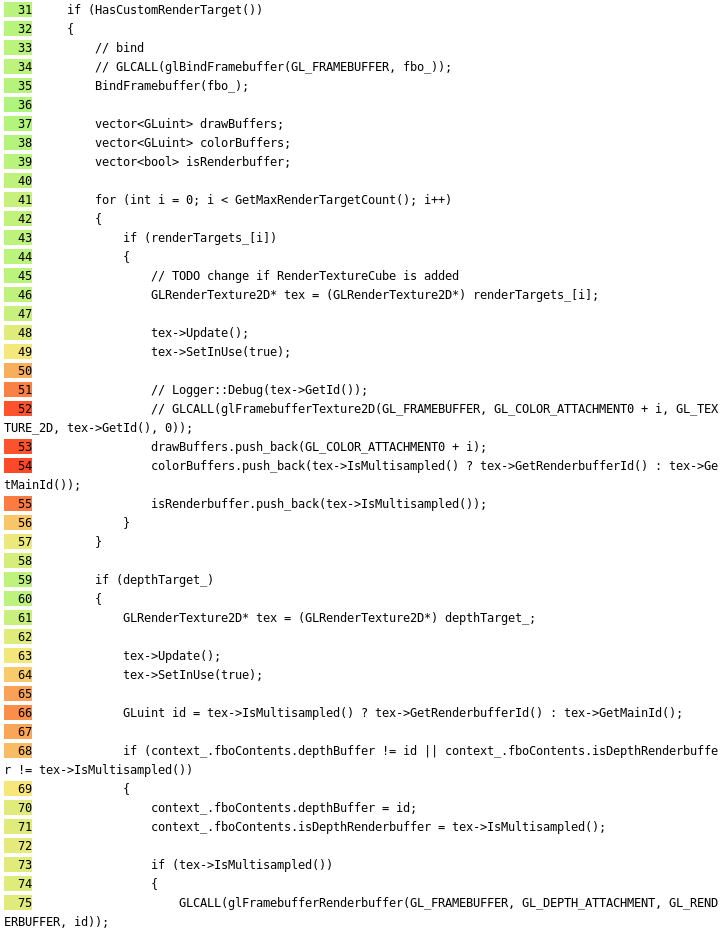 31     if (HasCustomRenderTarget())
32     {
33         // bind
34         // GLCALL(glBindFramebuffer(GL_FRAMEBUFFER, fbo_));
35         BindFramebuffer(fbo_);
36
37         vector<GLuint> drawBuffers;
38         vector<GLuint> colorBuffers;
39         vector<bool> isRenderbuffer;
40
41         for (int i = 0; i < GetMaxRenderTargetCount(); i++)
42         {
43             if (renderTargets_[i])
44             {
45                 // TODO change if RenderTextureCube is added
46                 GLRenderTexture2D* tex = (GLRenderTexture2D*) renderTargets_[i];
47
48                 tex->Update();
49                 tex->SetInUse(true);
50
51                 // Logger::Debug(tex->GetId());
52                 // GLCALL(glFramebufferTexture2D(GL_FRAMEBUFFER, GL_COLOR_ATTACHMENT0 + i, GL_TEX
TURE_2D, tex->GetId(), 0));
53                 drawBuffers.push_back(GL_COLOR_ATTACHMENT0 + i);
54                 colorBuffers.push_back(tex->IsMultisampled() ? tex->GetRenderbufferId() : tex->Ge
tMainId());
55                 isRenderbuffer.push_back(tex->IsMultisampled());
56             }
57         }
58
59         if (depthTarget_)
60         {
61             GLRenderTexture2D* tex = (GLRenderTexture2D*) depthTarget_;
62
63             tex->Update();
64             tex->SetInUse(true);
65
66             GLuint id = tex->IsMultisampled() ? tex->GetRenderbufferId() : tex->GetMainId();
67
68             if (context_.fboContents.depthBuffer != id || context_.fboContents.isDepthRenderbuffe
r != tex->IsMultisampled())
69             {
70                 context_.fboContents.depthBuffer = id;
71                 context_.fboContents.isDepthRenderbuffer = tex->IsMultisampled();
72
73                 if (tex->IsMultisampled())
74                 {
75                     GLCALL(glFramebufferRenderbuffer(GL_FRAMEBUFFER, GL_DEPTH_ATTACHMENT, GL_REND
ERBUFFER, id));